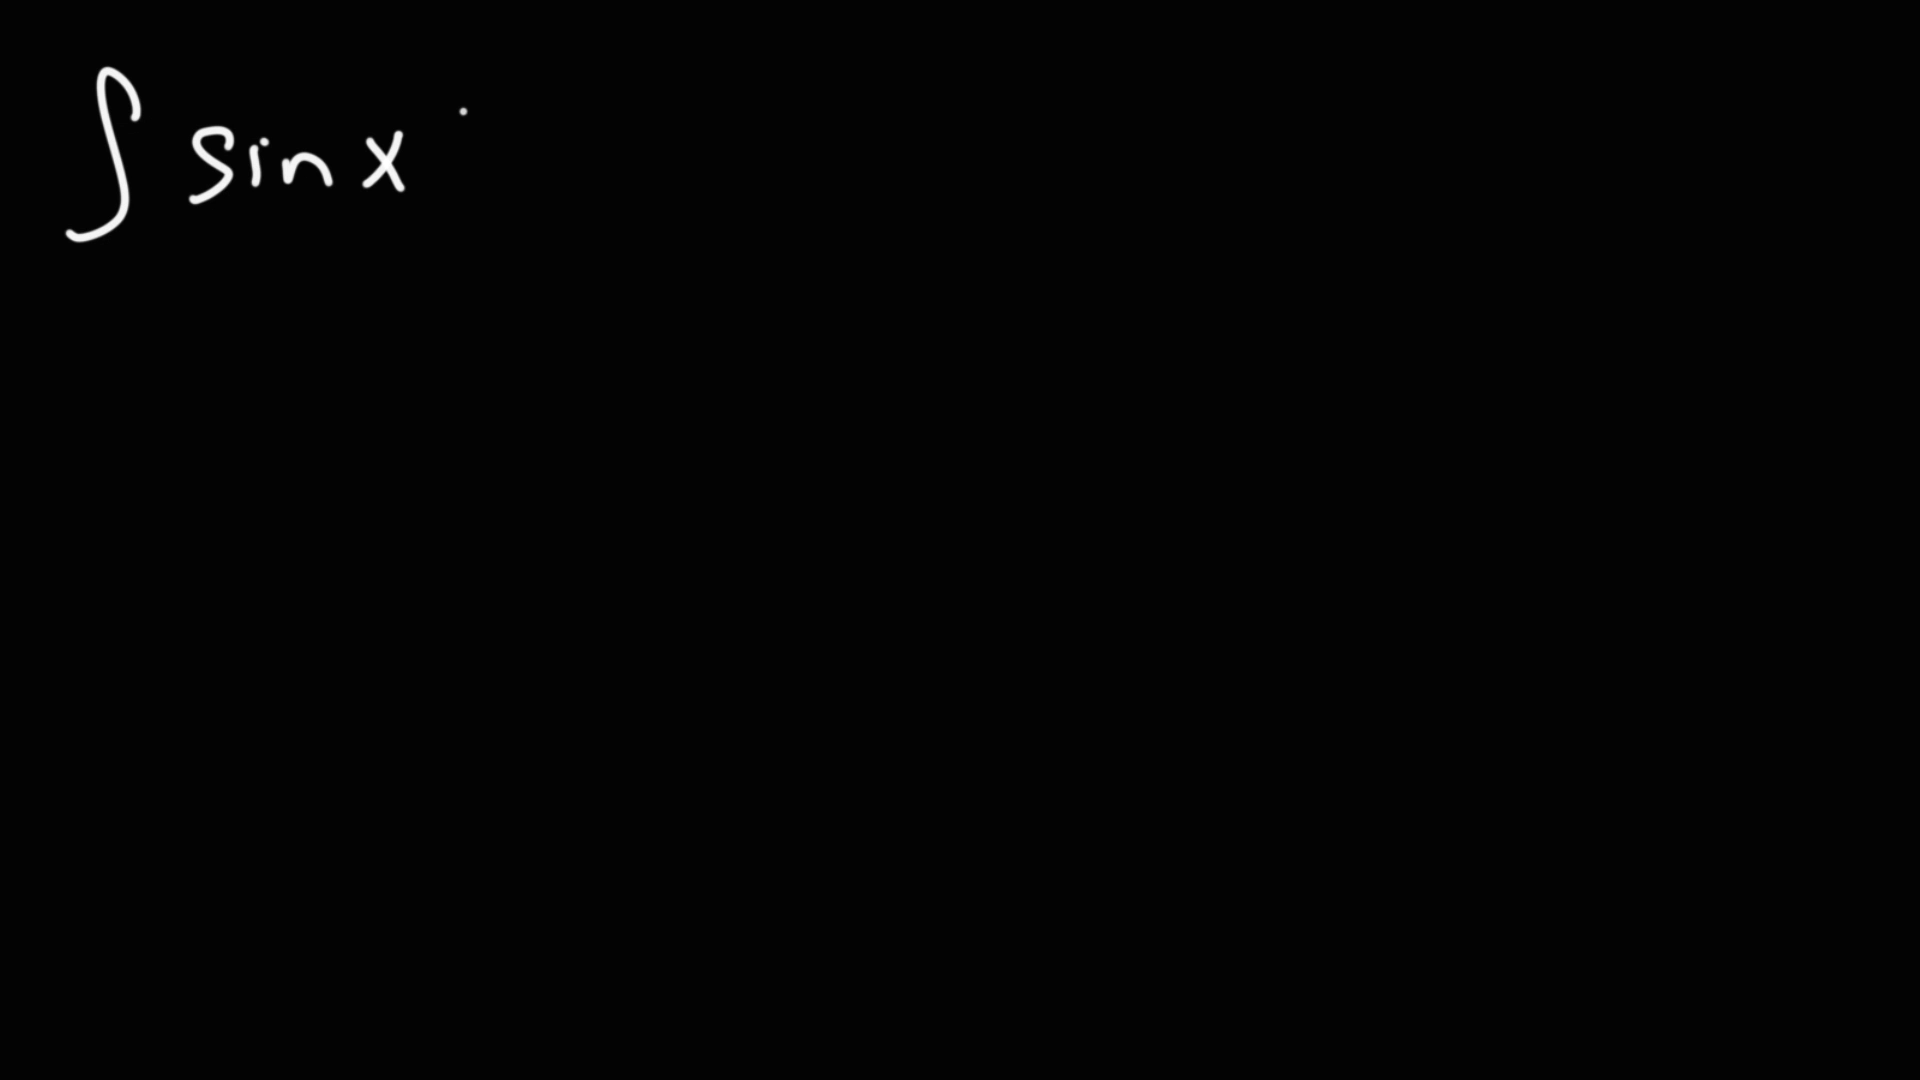 ∫ sin x